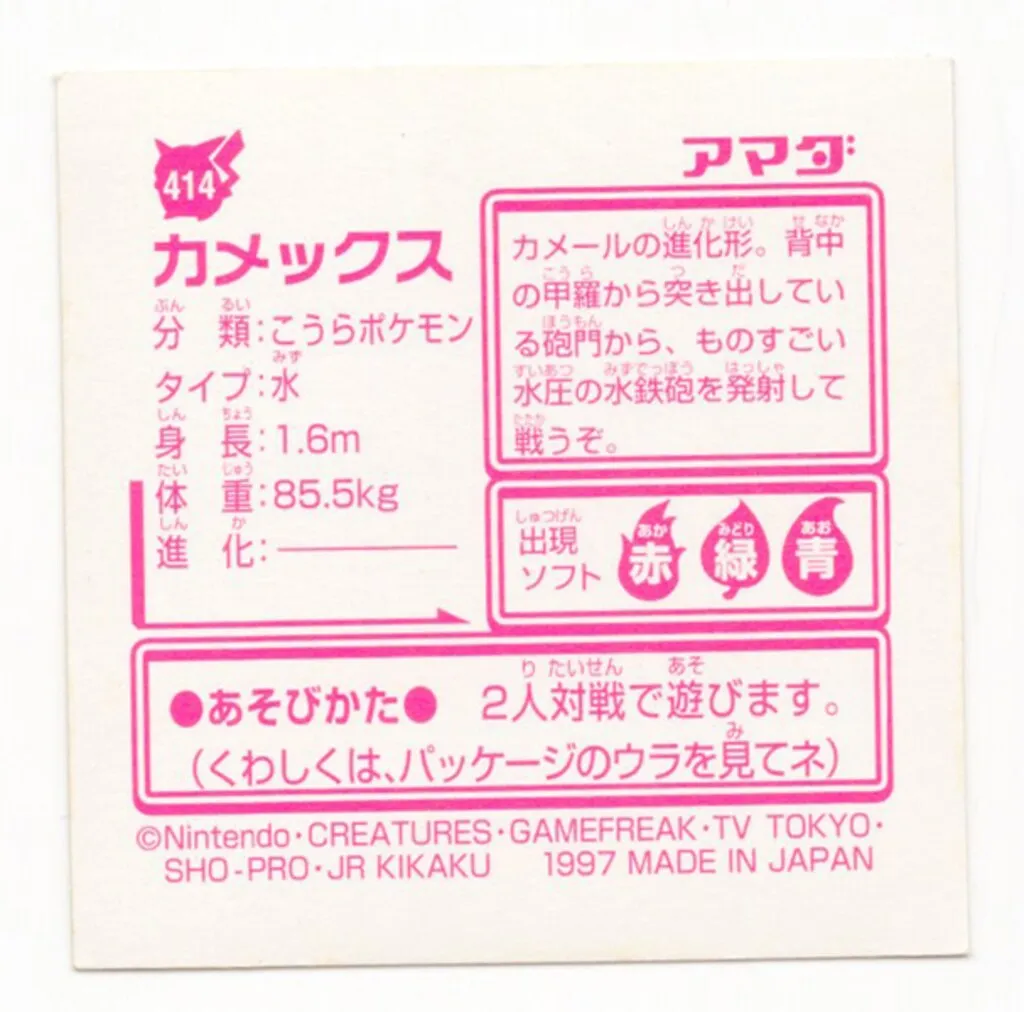 414
アマダ
カメックス
分類：こうらポケモン
タイプ：水
身長：1.6m
体重：85.5kg
進化：―――
カメールの進化形。背中
の甲羅から突き出してい
る砲門から、ものすごい
水圧の水鉄砲を発射して
戦うぞ。
出現
ソフト
赤 緑 青
●あそびかた● 2人対戦で遊びます。
（くわしくは、パッケージのウラを見てネ）
©Nintendo・CREATURES・GAMEFREAK・TV TOKYO・
SHO-PRO・JR KIKAKU 1997 MADE IN JAPAN